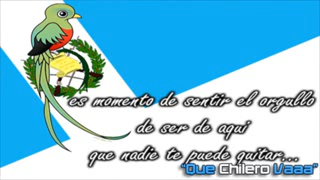 es momento de sentir el orgullo
de ser de aqui
que nadie te puede quitar...
"Que Chilero Vaaa"